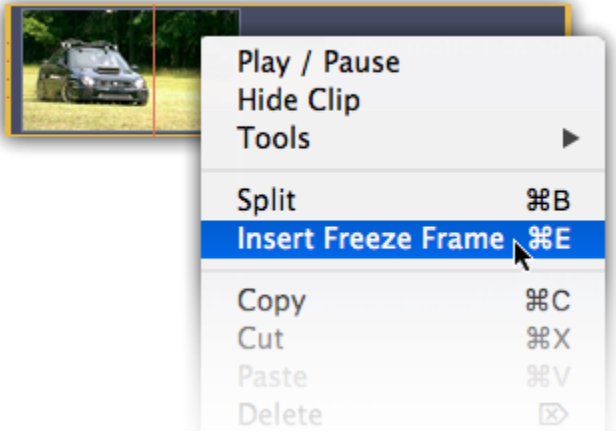 Play / Pause
Hide Clip
Tools
Split ⌘B
Insert Freeze Frame ⌘E
Copy ⌘C
Cut ⌘X
Paste ⌘V
Delete ⌦